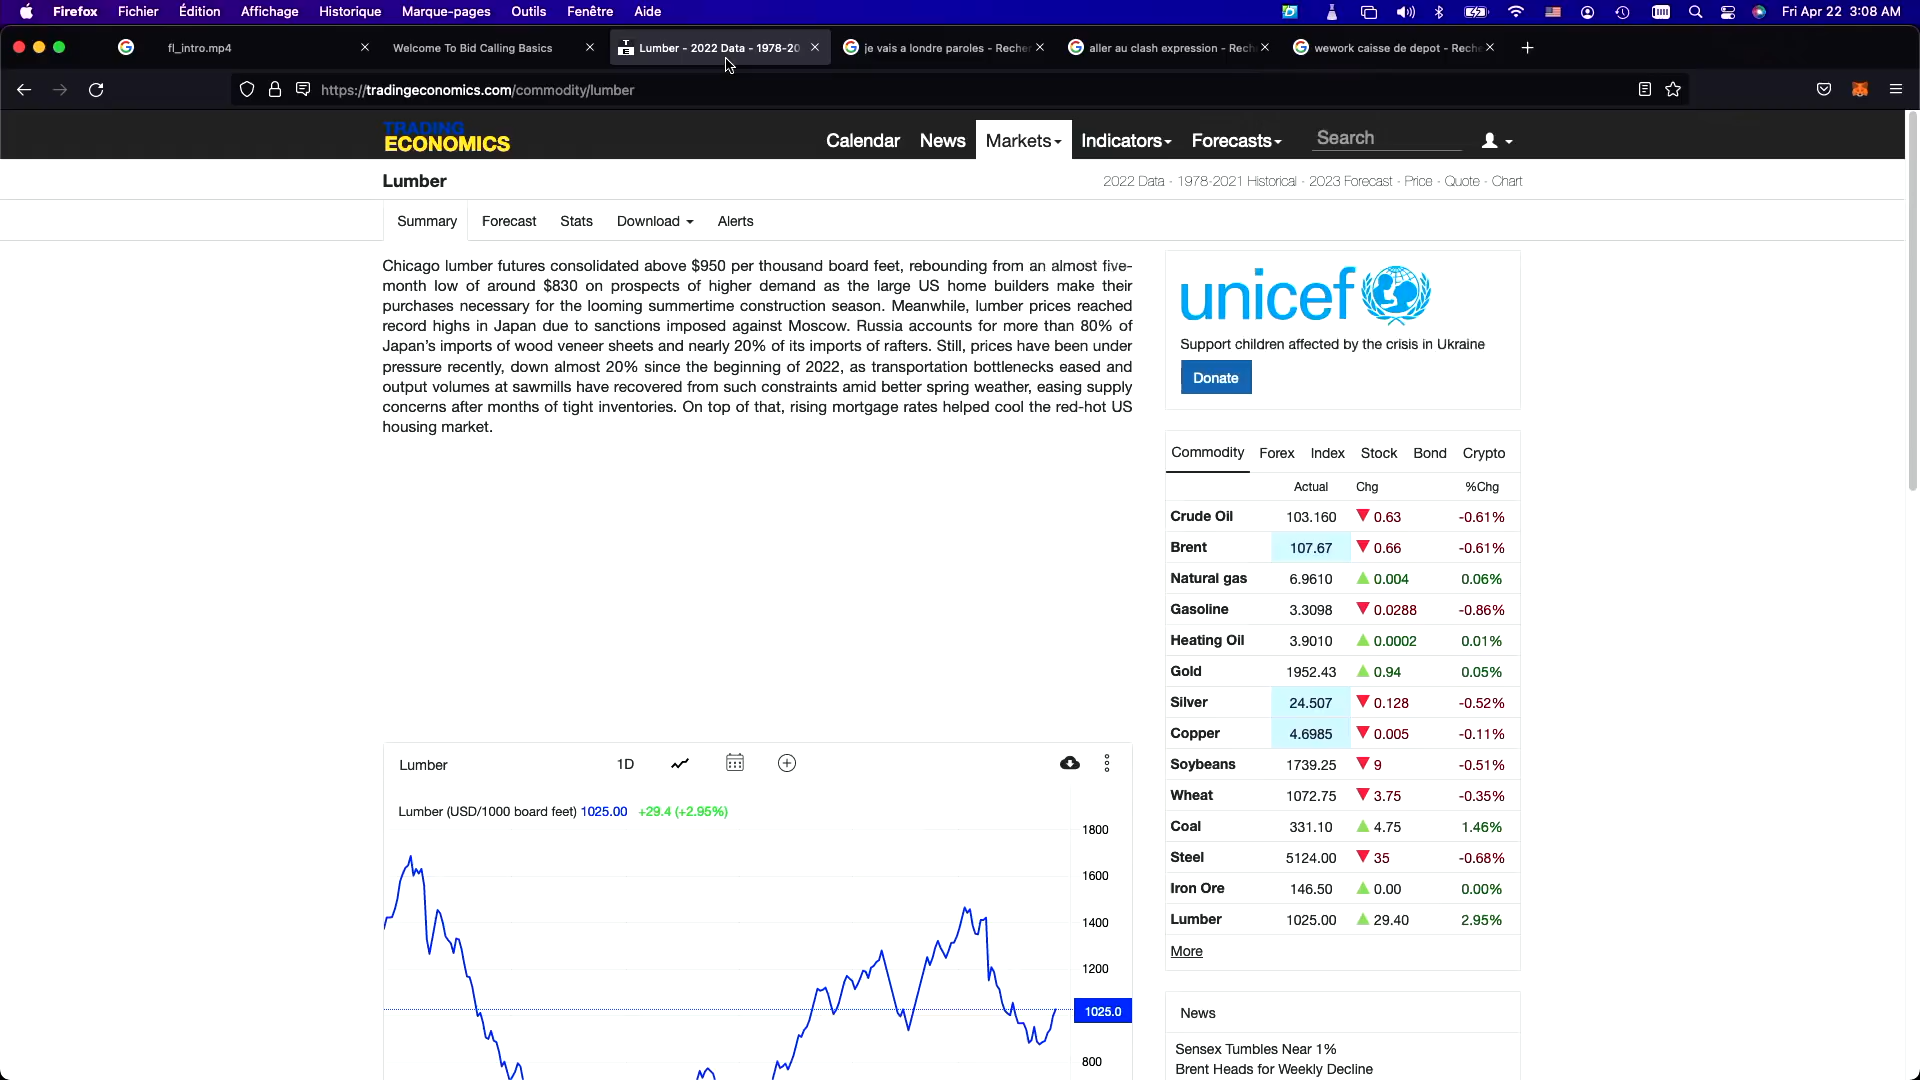 Firefox Fichier Édition Affichage Historique Marque-pages Outils Fenêtre Aide Fri Apr 22 3:08 AM
fl_intro.mp4 Welcome To Bid Calling Basics Lumber - 2022 Data - 1978-20 je vais a londre paroles - Recher aller au clash expression - Rech wework caisse de depot - Reche
https://tradingeconomics.com/commodity/lumber
TRADING
ECONOMICS
Calendar News Markets Indicators Forecasts Search
Lumber
2022 Data - 1978-2021 Historical - 2023 Forecast - Price - Quote - Chart
Summary Forecast Stats Download Alerts
Chicago lumber futures consolidated above $950 per thousand board feet, rebounding from an almost five-
month low of around $830 on prospects of higher demand as the large US home builders make their
purchases necessary for the looming summertime construction season. Meanwhile, lumber prices reached
record highs in Japan due to sanctions imposed against Moscow. Russia accounts for more than 80% of
Japan's imports of wood veneer sheets and nearly 20% of its imports of rafters. Still, prices have been under
pressure recently, down almost 20% since the beginning of 2022, as transportation bottlenecks eased and
output volumes at sawmills have recovered from such constraints amid better spring weather, easing supply
concerns after months of tight inventories. On top of that, rising mortgage rates helped cool the red-hot US
housing market.
unicef
Support children affected by the crisis in Ukraine
Donate
Commodity Forex Index Stock Bond Crypto
Actual Chg %Chg
Crude Oil 103.160 0.63 -0.61%
Brent 107.67 0.66 -0.61%
Natural gas 6.9610 0.004 0.06%
Gasoline 3.3098 0.0288 -0.86%
Heating Oil 3.9010 0.0002 0.01%
Gold 1952.43 0.94 0.05%
Silver 24.507 0.128 -0.52%
Copper 4.6985 0.005 -0.11%
Soybeans 1739.25 9 -0.51%
Wheat 1072.75 3.75 -0.35%
Coal 331.10 4.75 1.46%
Steel 5124.00 35 -0.68%
Iron Ore 146.50 0.00 0.00%
Lumber 1025.00 29.40 2.95%
More
Lumber 1D
Lumber (USD/1000 board feet) 1025.00 +29.4 (+2.95%)
1800
1600
1400
1200
1025.0
800
News
Sensex Tumbles Near 1%
Brent Heads for Weekly Decline